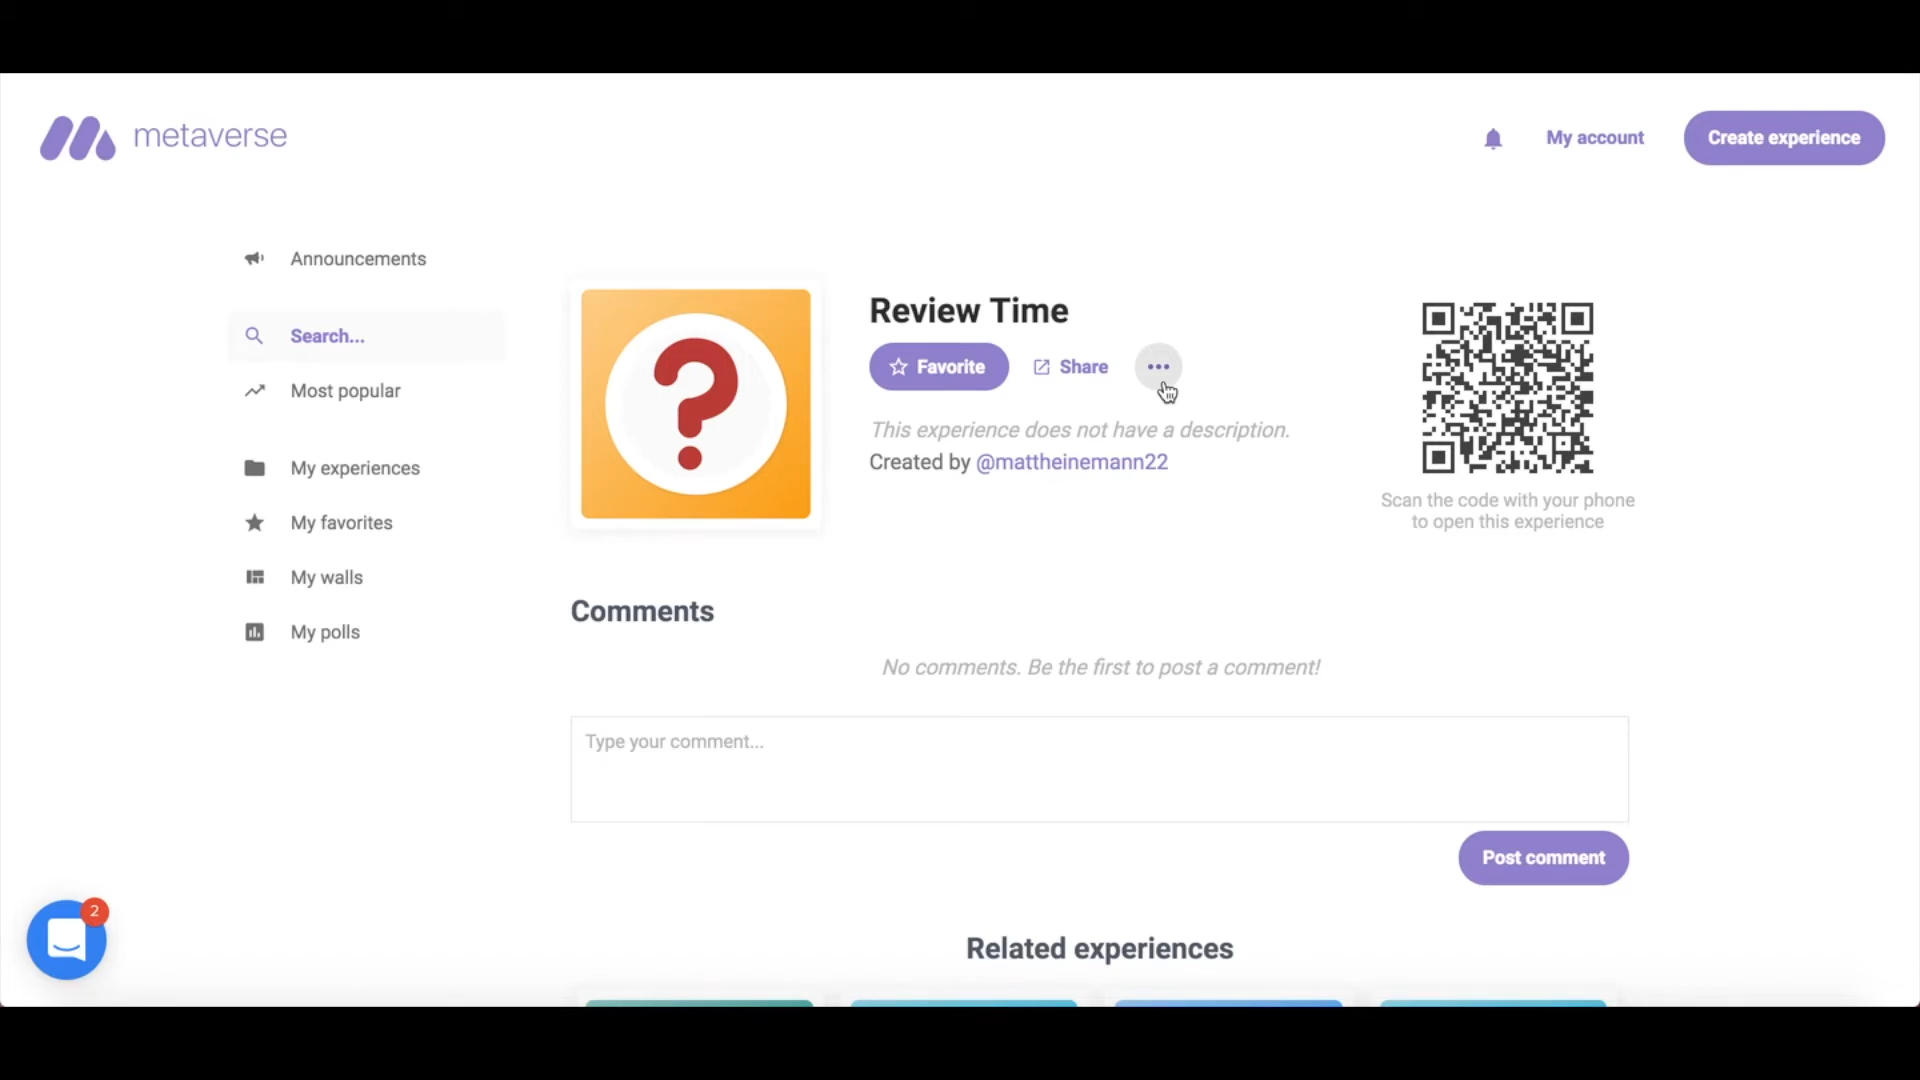 metaverse
My account
Create experience
Announcements
Search...
Most popular
My experiences
My favorites
My walls
My polls
Review Time
Favorite
Share
This experience does not have a description.
Created by @mattheinemann22
Scan the code with your phone
to open this experience
Comments
No comments. Be the first to post a comment!
Type your comment...
Post comment
2
Related experiences